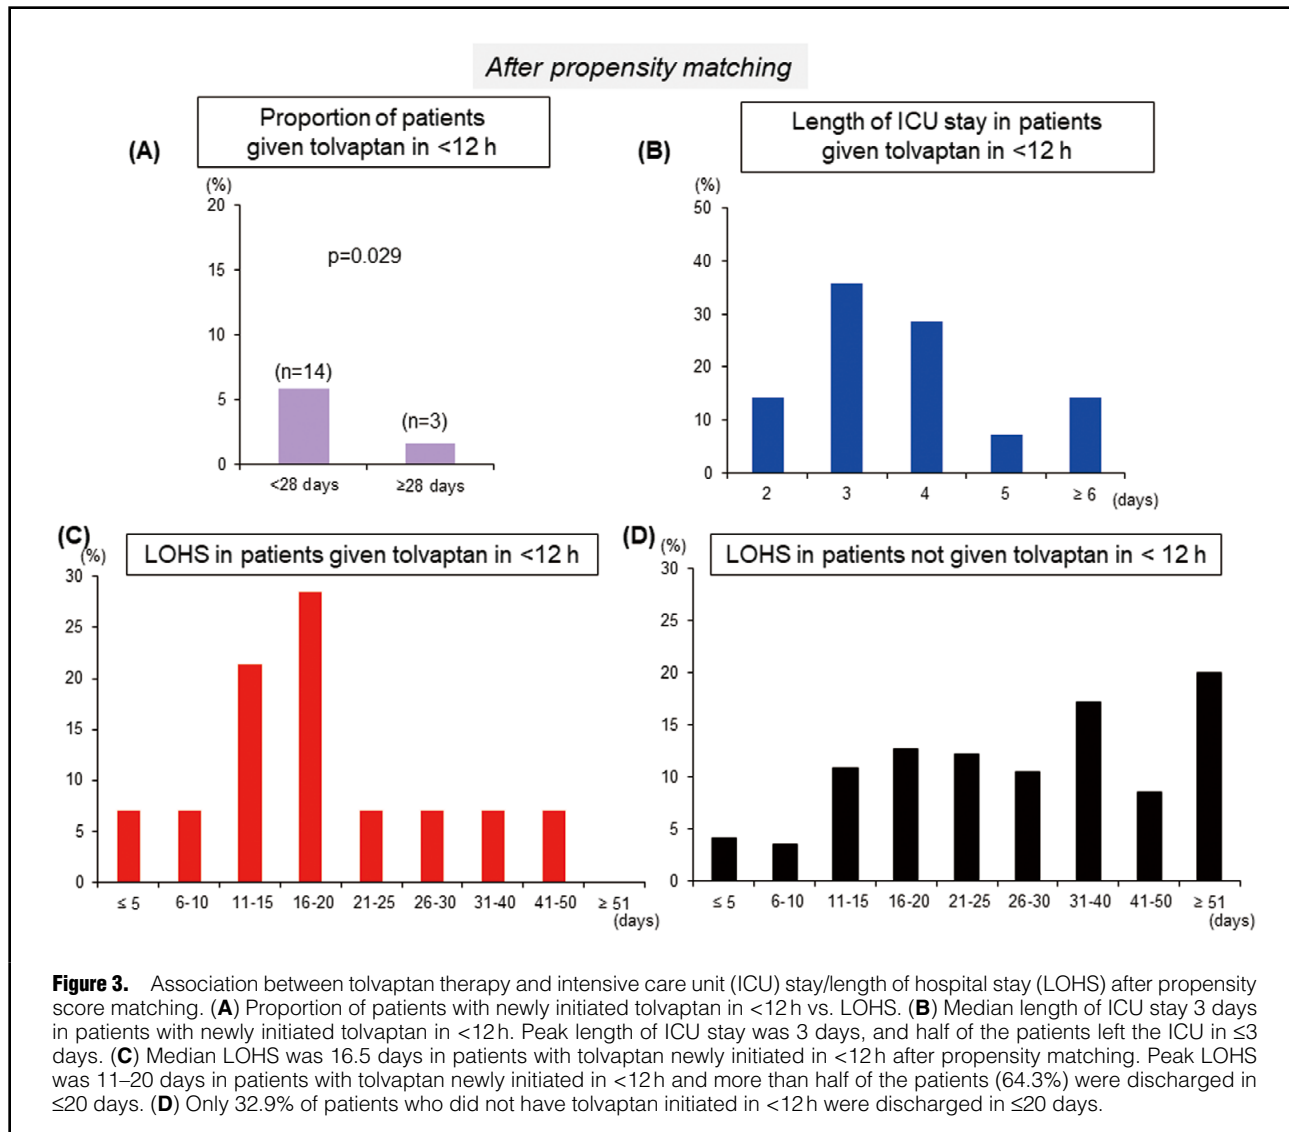 After propensity matching
Proportion of patients
given tolvaptan in <12 h
(A)
(%)
20
15
10
5
0
p=0.029
(n=14)
(n=3)
<28 days
≥28 days
Length of ICU stay in patients
given tolvaptan in <12 h
(B)
(%)
50
40
30
20
10
0
2 3 4 5 ≥ 6 (days)
(C)
(%)
LOHS in patients given tolvaptan in <12 h
30
25
20
15
10
5
0
≤ 5 6-10 11-15 16-20 21-25 26-30 31-40 41-50 ≥ 51
(days)
(D)
(%)
LOHS in patients not given tolvaptan in < 12 h
30
25
20
15
10
5
0
≤ 5 6-10 11-15 16-20 21-25 26-30 31-40 41-50 ≥ 51
(days)
Figure 3. Association between tolvaptan therapy and intensive care unit (ICU) stay/length of hospital stay (LOHS) after propensity
score matching. (A) Proportion of patients with newly initiated tolvaptan in <12 h vs. LOHS. (B) Median length of ICU stay 3 days
in patients with newly initiated tolvaptan in <12 h. Peak length of ICU stay was 3 days, and half of the patients left the ICU in ≤3
days. (C) Median LOHS was 16.5 days in patients with tolvaptan newly initiated in <12 h after propensity matching. Peak LOHS
was 11–20 days in patients with tolvaptan newly initiated in <12 h and more than half of the patients (64.3%) were discharged in
≤20 days. (D) Only 32.9% of patients who did not have tolvaptan initiated in <12 h were discharged in ≤20 days.